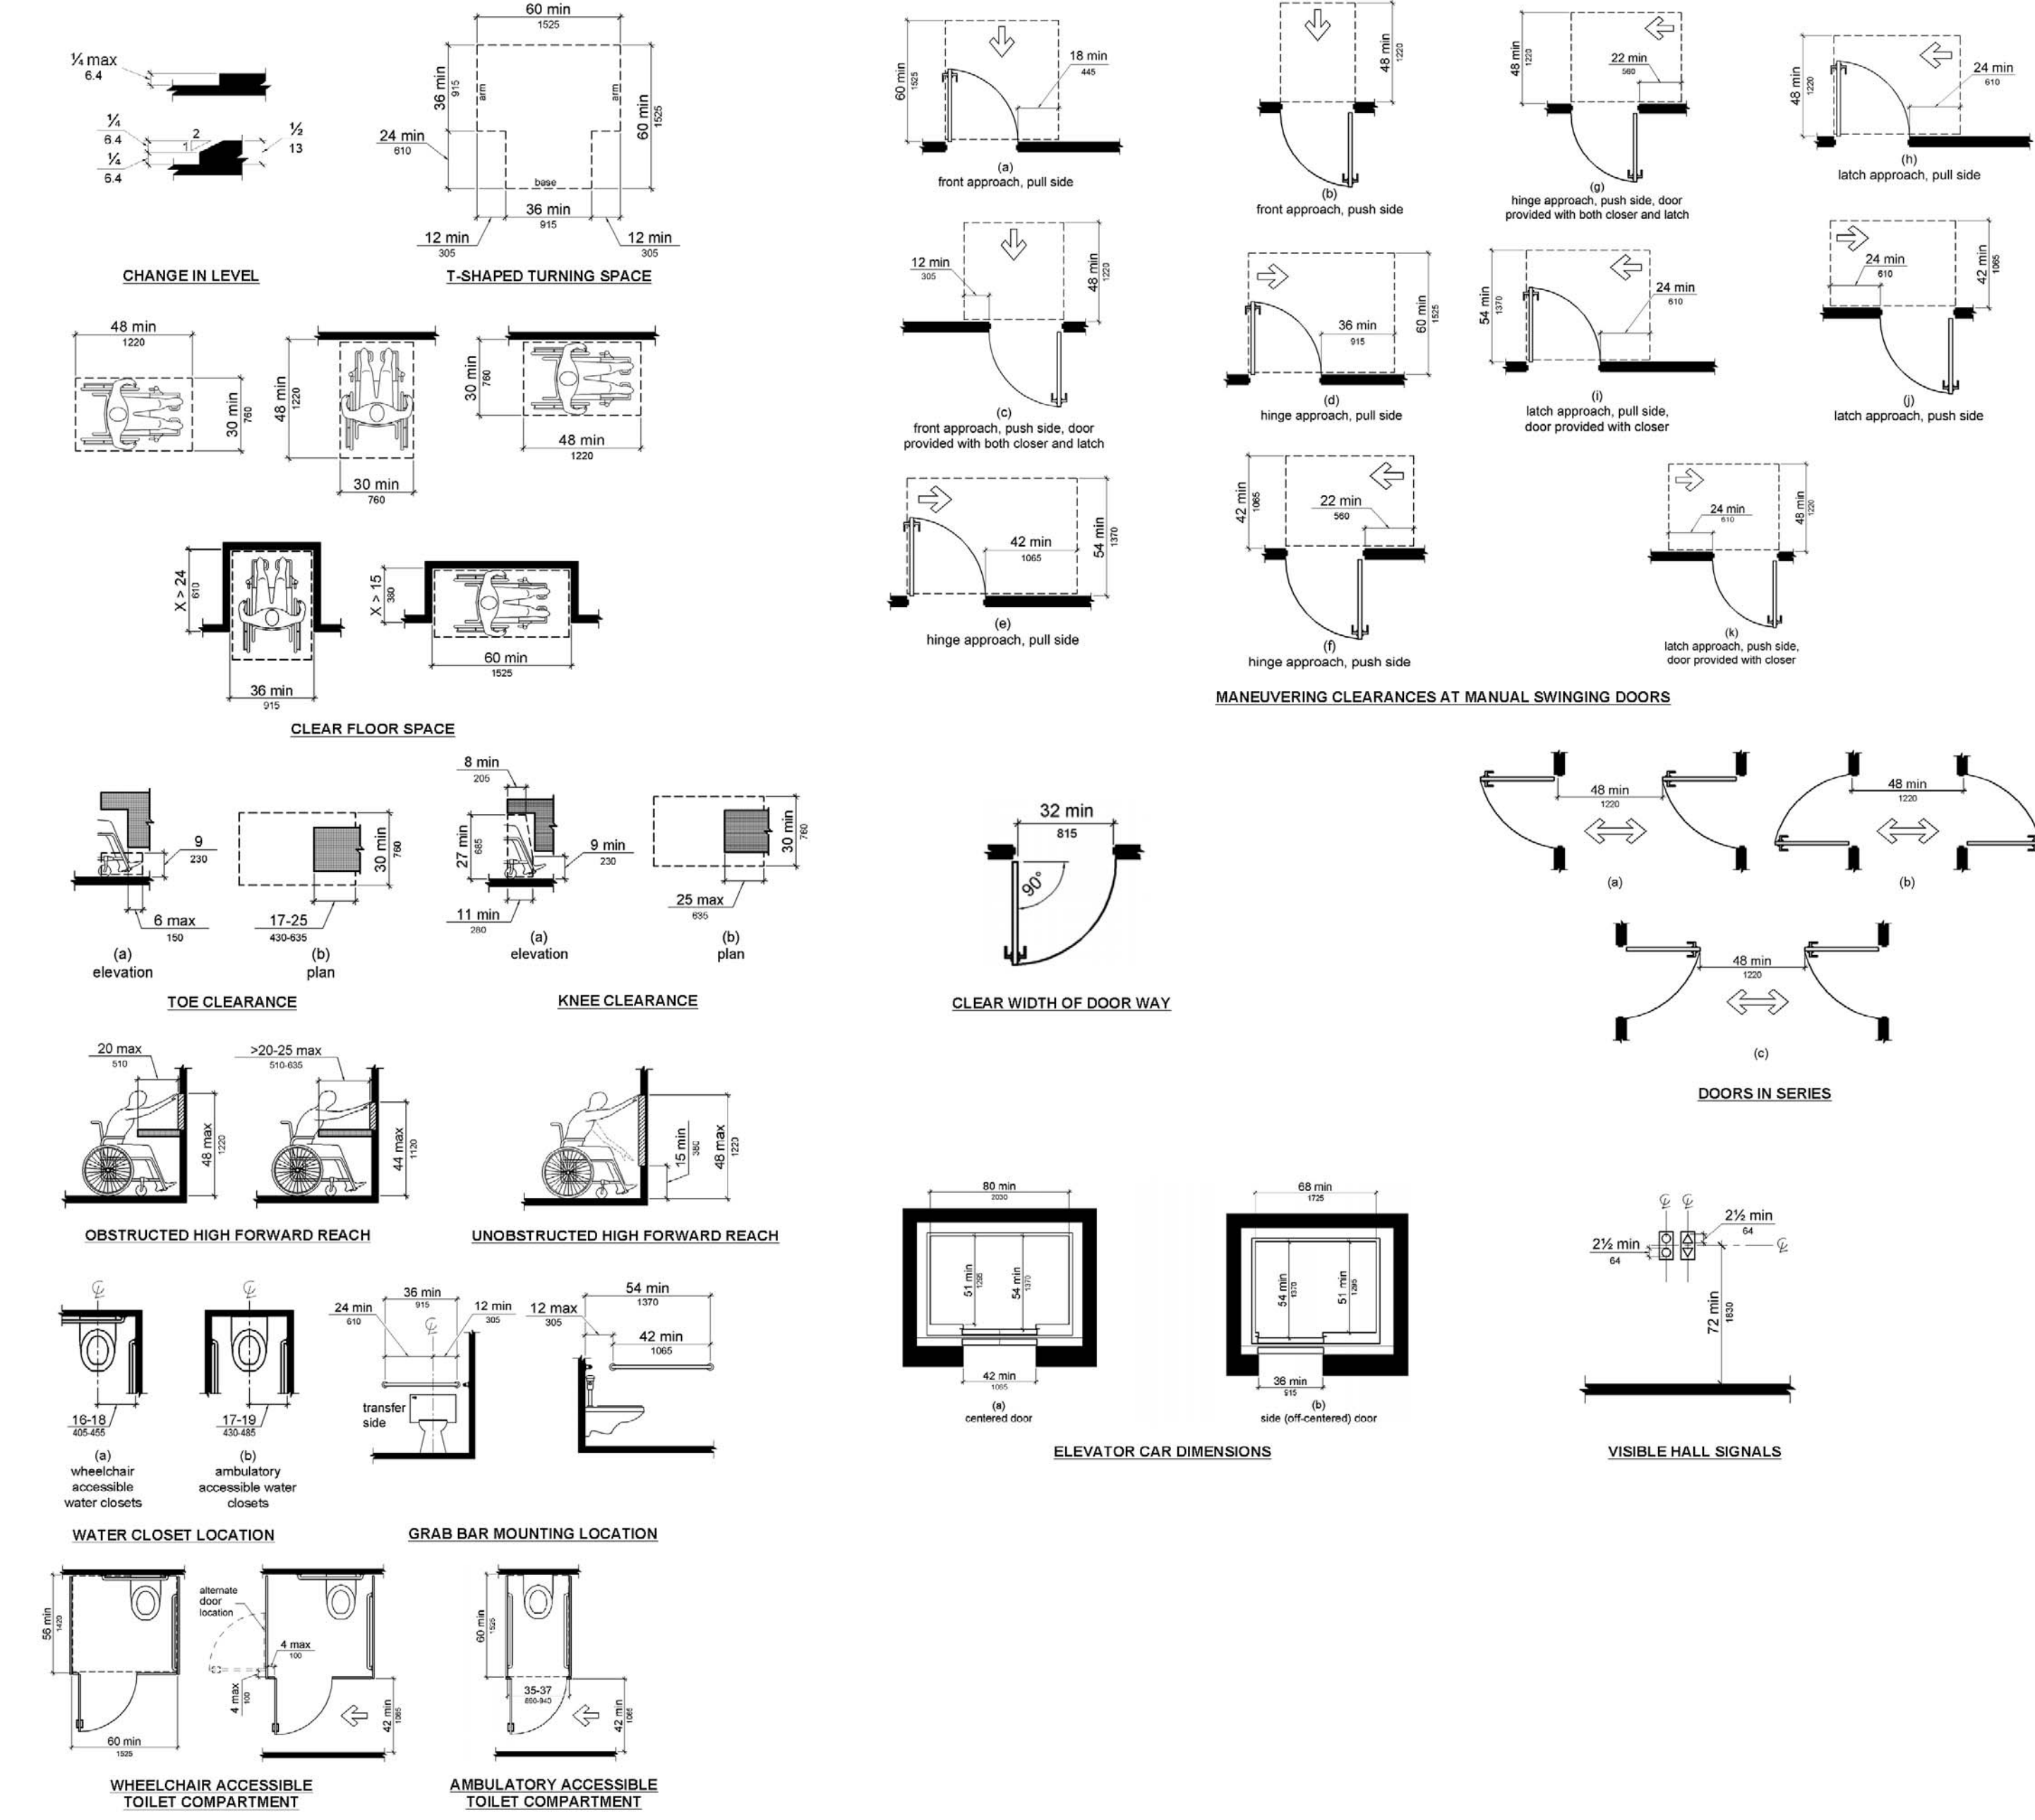 ¼ max
6.4
¼
6.4
¼
6.4
2
1
½
13
CHANGE IN LEVEL
60 min
1525
36 min
915
arm
arm
60 min
1525
24 min
610
base
36 min
915
12 min
305
12 min
305
T-SHAPED TURNING SPACE
48 min
1220
30 min
760
48 min
1220
30 min
760
30 min
760
48 min
1220
X > 24
610
36 min
915
X > 15
380
60 min
1525
CLEAR FLOOR SPACE
9
230
6 max
150
(a)
elevation
30 min
760
17-25
430-635
(b)
plan
TOE CLEARANCE
8 min
205
27 min
685
9 min
230
11 min
280
(a)
elevation
30 min
760
25 max
635
(b)
plan
KNEE CLEARANCE
20 max
510
48 max
1220
>20-25 max
510-635
44 max
1120
OBSTRUCTED HIGH FORWARD REACH
15 min
380
48 max
1220
UNOBSTRUCTED HIGH FORWARD REACH
16-18
405-455
(a)
wheelchair
accessible
water closets
17-19
430-485
(b)
ambulatory
accessible water
closets
WATER CLOSET LOCATION
36 min
915
24 min
610
12 min
305
transfer
side
54 min
1370
12 max
305
42 min
1065
GRAB BAR MOUNTING LOCATION
56 min
1420
60 min
1525
alternate
door
location
4 max
100
4 max
100
42 min
1065
WHEELCHAIR ACCESSIBLE
TOILET COMPARTMENT
60 min
1525
35-37
890-940
42 min
1065
AMBULATORY ACCESSIBLE
TOILET COMPARTMENT
60 min
1525
18 min
445
(a)
front approach, pull side
48 min
1220
(b)
front approach, push side
48 min
1220
22 min
560
(g)
hinge approach, push side, door
provided with both closer and latch
48 min
1220
24 min
610
(h)
latch approach, pull side
12 min
305
48 min
1220
(c)
front approach, push side, door
provided with both closer and latch
36 min
915
60 min
1525
(d)
hinge approach, pull side
54 min
1370
24 min
610
(i)
latch approach, pull side,
door provided with closer
24 min
610
42 min
1065
(j)
latch approach, push side
42 min
1065
54 min
1370
(e)
hinge approach, pull side
42 min
1065
22 min
560
(f)
hinge approach, push side
24 min
610
48 min
1220
(k)
latch approach, push side,
door provided with closer
MANEUVERING CLEARANCES AT MANUAL SWINGING DOORS
32 min
815
90°
CLEAR WIDTH OF DOOR WAY
48 min
1220
(a)
48 min
1220
(b)
48 min
1220
(c)
DOORS IN SERIES
80 min
2030
51 min
1295
54 min
1370
42 min
1065
(a)
centered door
68 min
1725
54 min
1370
51 min
1295
36 min
915
(b)
side (off-centered) door
ELEVATOR CAR DIMENSIONS
2½ min
64
2½ min
64
72 min
1830
VISIBLE HALL SIGNALS